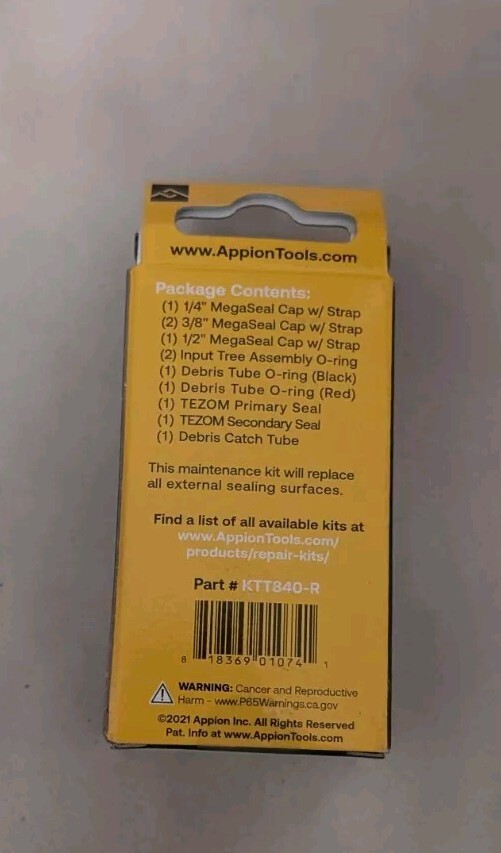 www.AppionTools.com
Package Contents:
(1) 1/4" MegaSeal Cap w/ Strap
(2) 3/8" MegaSeal Cap w/ Strap
(1) 1/2" MegaSeal Cap w/ Strap
(2) Input Tree Assembly O-ring
(1) Debris Tube O-ring (Black)
(1) Debris Tube O-ring (Red)
(1) TEZOM Primary Seal
(1) TEZOM Secondary Seal
(1) Debris Catch Tube
This maintenance kit will replace
all external sealing surfaces.
Find a list of all available kits at
www.AppionTools.com/
products/repair-kits/
Part # KTT840-R
8 18369 01074 1
WARNING: Cancer and Reproductive
Harm - www.P65Warnings.ca.gov
©2021 Appion Inc. All Rights Reserved
Pat. Info at www.AppionTools.com